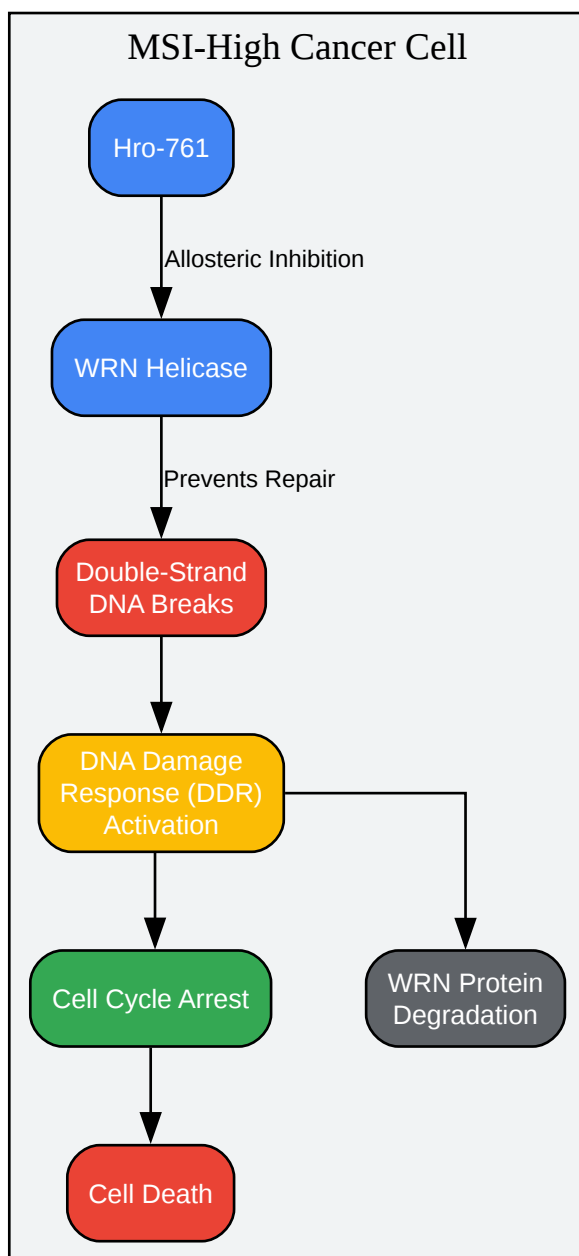 MSI-High Cancer Cell
Hro-761
Allosteric Inhibition
WRN Helicase
Prevents Repair
Double-Strand
DNA Breaks
DNA Damage
Response (DDR)
Activation
Cell Cycle Arrest
WRN Protein
Degradation
Cell Death